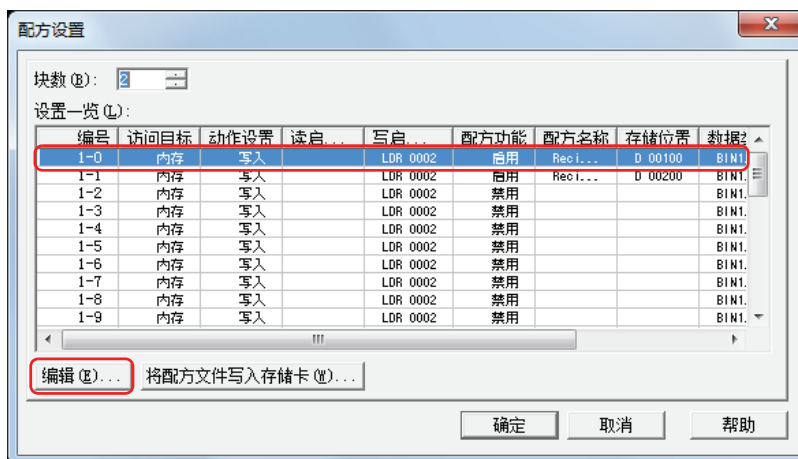 配方设置
块数(B): 2
设置一览(L):
编号 访问目标 动作设置 读启... 写启... 配方功能 配方名称 存储位置 数据
1-0 内存 写入 LDR 0002 启用 Reci... D 00100 BIN1.
1-1 内存 写入 LDR 0002 启用 Reci... D 00200 BIN1.
1-2 内存 写入 LDR 0002 禁用 BIN1.
1-3 内存 写入 LDR 0002 禁用 BIN1.
1-4 内存 写入 LDR 0002 禁用 BIN1.
1-5 内存 写入 LDR 0002 禁用 BIN1.
1-6 内存 写入 LDR 0002 禁用 BIN1.
1-7 内存 写入 LDR 0002 禁用 BIN1.
1-8 内存 写入 LDR 0002 禁用 BIN1.
1-9 内存 写入 LDR 0002 禁用 BIN1.
编辑(E)... 将配方文件写入存储卡(W)...
确定 取消 帮助